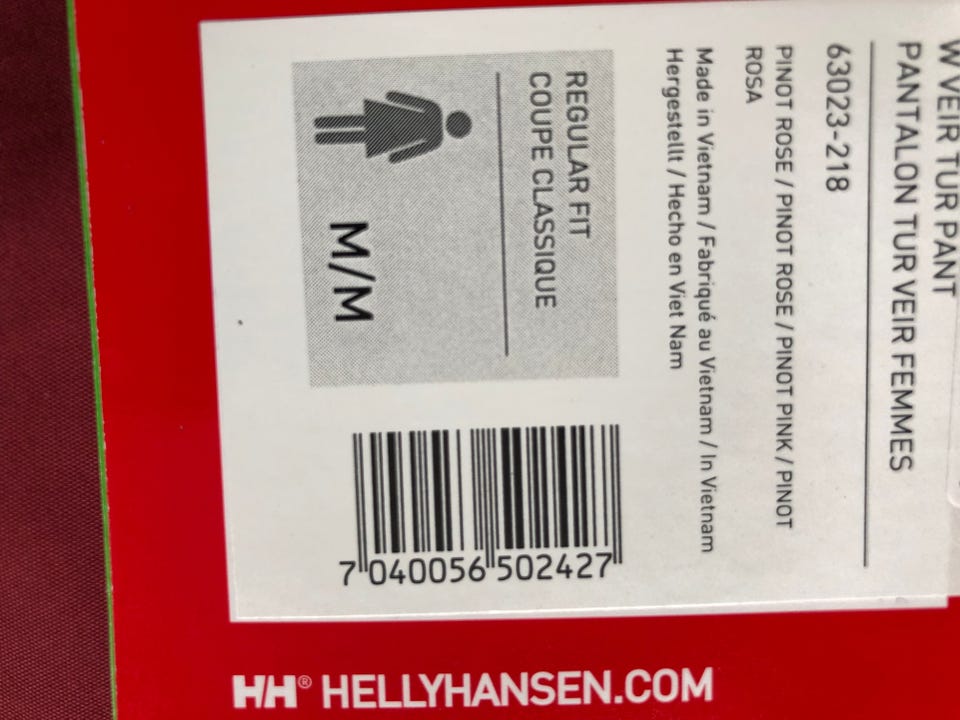 W VEIR TUR PANT
PANTALON TUR VEIR FEMMES
63023-218
PINOT ROSE / PINOT ROSE / PINOT PINK / PINOT
ROSA
Made in Vietnam / Fabriqué au Vietnam / In Vietnam
Hergestellt / Hecho en Viet Nam
REGULAR FIT
COUPE CLASSIQUE
M/M
7 040056 502427
HH® HELLYHANSEN.COM